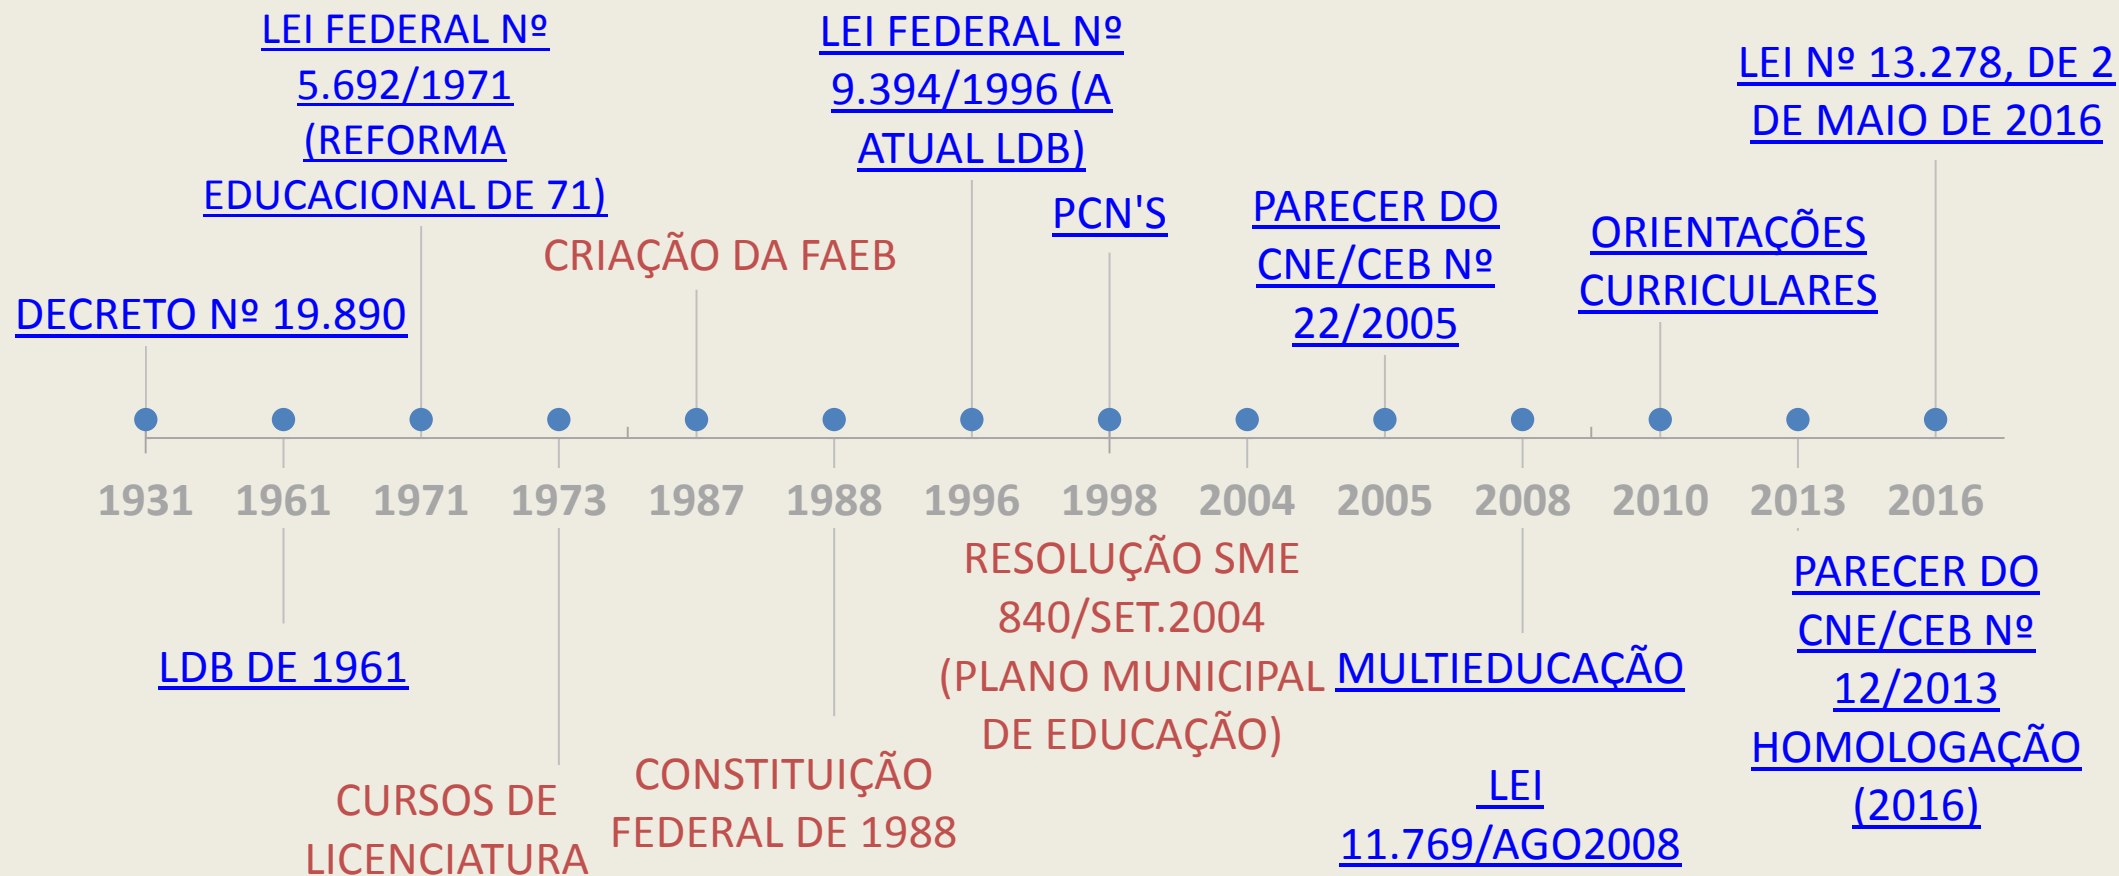 LEI FEDERAL Nº
5.692/1971
(REFORMA
EDUCACIONAL DE 71)
LEI FEDERAL Nº
9.394/1996 (A
ATUAL LDB)
LEI Nº 13.278, DE 2
DE MAIO DE 2016
PCN'S
PARECER DO
CNE/CEB Nº
22/2005
ORIENTAÇÕES
CURRICULARES
CRIAÇÃO DA FAEB
DECRETO Nº 19.890
1931 1961 1971 1973 1987 1988 1996 1998 2004 2005 2008 2010 2013 2016
LDB DE 1961
CURSOS DE
LICENCIATURA
CONSTITUIÇÃO
FEDERAL DE 1988
RESOLUÇÃO SME
840/SET.2004
(PLANO MUNICIPAL
DE EDUCAÇÃO)
MULTIEDUCAÇÃO
LEI
11.769/AGO2008
PARECER DO
CNE/CEB Nº
12/2013
HOMOLOGAÇÃO
(2016)